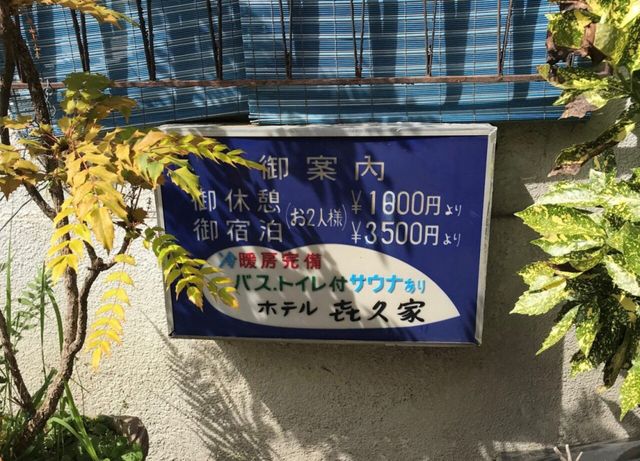 御案内
御休憩 (お2人様) ¥1800円より
御宿泊 ¥3500円より
冷暖房完備
バス.トイレ付サウナあり
ホテル 㐂久家